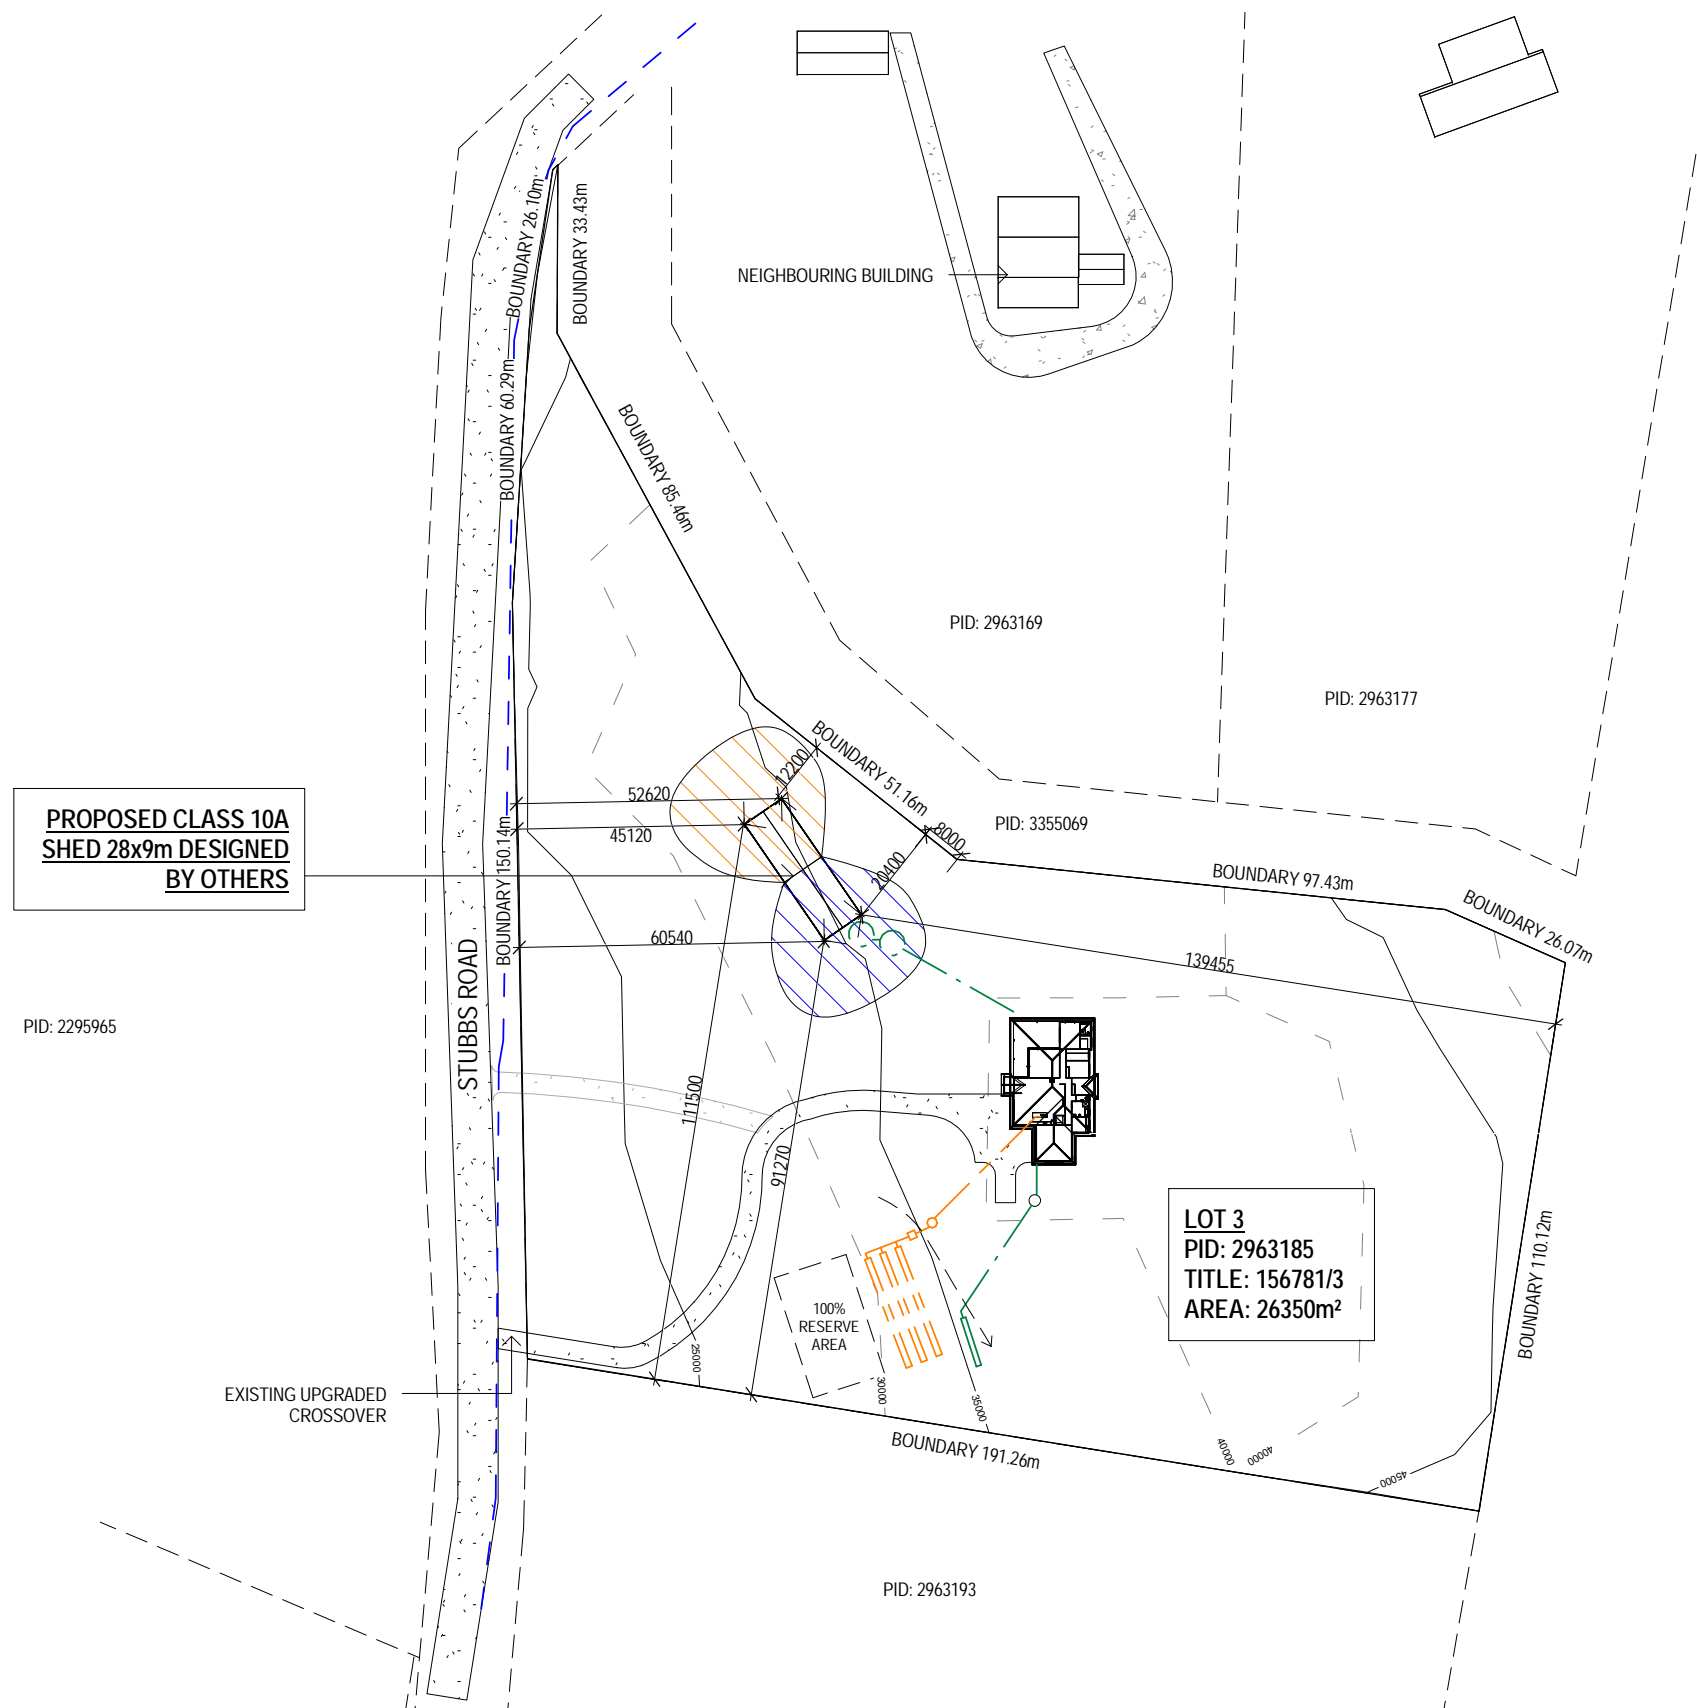 BOUNDARY 26.10m
BOUNDARY 33.43m
NEIGHBOURING BUILDING
BOUNDARY 60.29m
BOUNDARY 85.46m
PID: 2963169
PID: 2963177
BOUNDARY 51.16m
12200
52620
45120
8000
PID: 3355069
20400
PROPOSED CLASS 10A
SHED 28x9m DESIGNED
BY OTHERS
BOUNDARY 150.14m
BOUNDARY 97.43m
BOUNDARY 26.07m
60540
139455
STUBBS ROAD
PID: 2295965
111500
91270
LOT 3
PID: 2963185
TITLE: 156781/3
AREA: 26350m²
BOUNDARY 110.12m
100%
RESERVE
AREA
25000
30000
35000
40000
40000
45000
EXISTING UPGRADED
CROSSOVER
BOUNDARY 191.26m
PID: 2963193